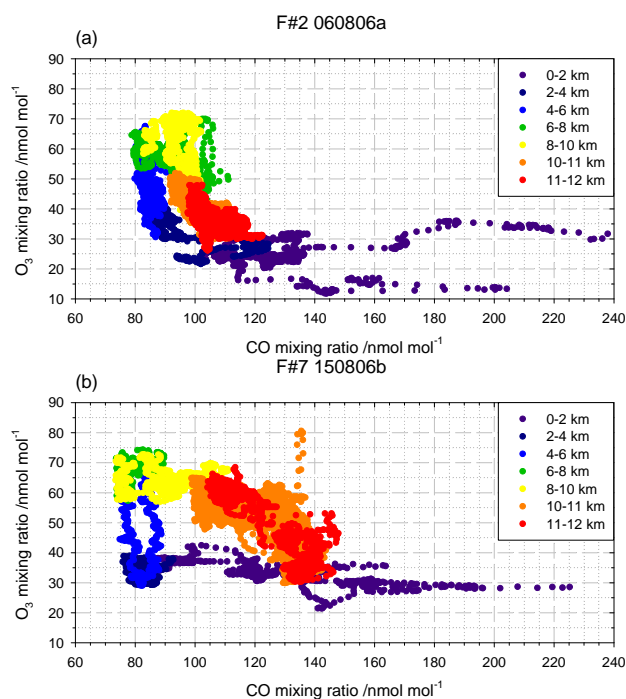 F#2 060806a
(a)
90
80
70
60
50
40
30
20
10
O3 mixing ratio /nmol mol-1
0-2 km
2-4 km
4-6 km
6-8 km
8-10 km
10-11 km
11-12 km
60 80 100 120 140 160 180 200 220 240
CO mixing ratio /nmol mol-1
F#7 150806b
(b)
90
80
70
60
50
40
30
20
10
O3 mixing ratio /nmol mol-1
0-2 km
2-4 km
4-6 km
6-8 km
8-10 km
10-11 km
11-12 km
60 80 100 120 140 160 180 200 220 240
CO mixing ratio /nmol mol-1